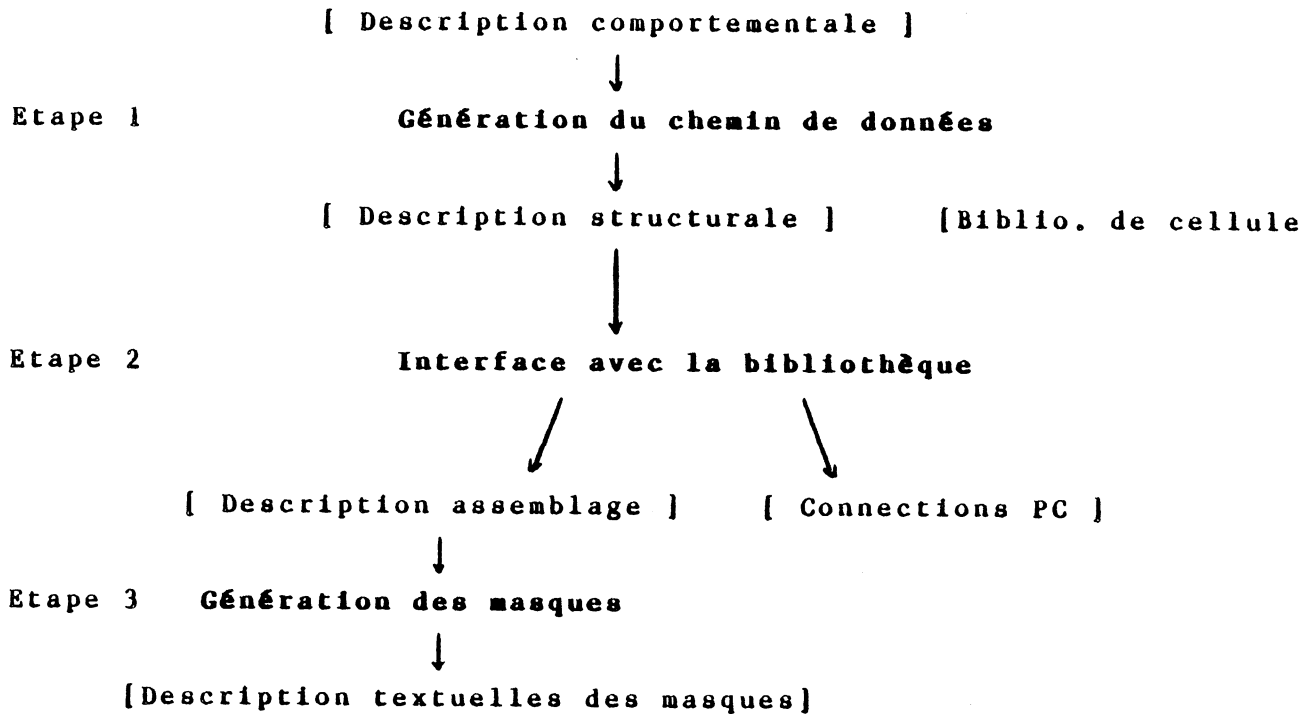 [ Description comportementale ]
Etape 1 Génération du chemin de données
[ Description structurale ] [Biblio. de cellule
Etape 2 Interface avec la bibliothèque
[ Description assemblage ] [ Connections PC ]
Etape 3 Génération des masques
[Description textuelles des masques]